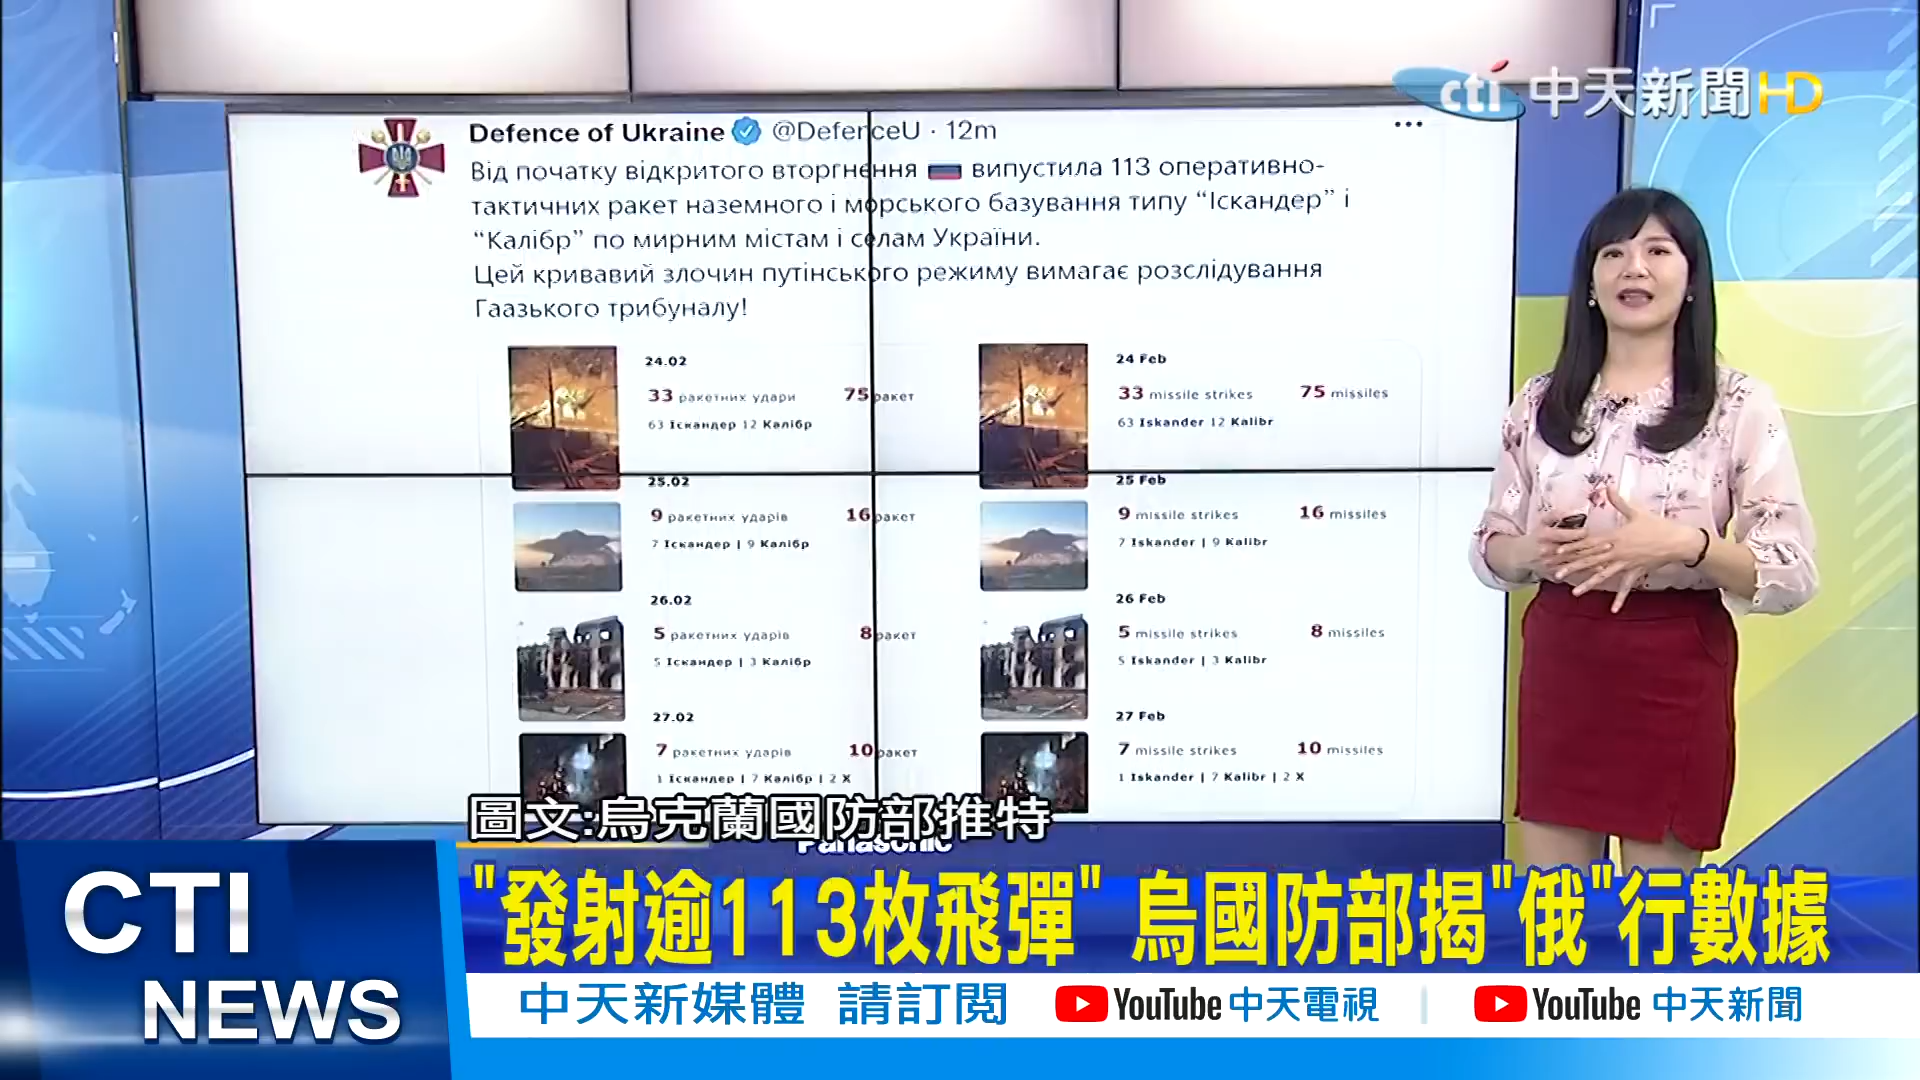 cti 中天新聞HD
Defence of Ukraine @DefenceU · 12m
Від початку відкритого вторгнення випустила 113 оперативно-
тактичних ракет наземного і морського базування типу “Іскандер” і
“Калібр” по мирним містам і селам України.
Цей кривавий злочин путінського режиму вимагає розслідування
Гаазького трибуналу!
24.02
33 ракетних удари 75 ракет
63 Іскандер 12 Калібр
25.02
9 ракетних ударів 16 ракет
7 Іскандер | 9 Калібр
26.02
5 ракетних ударів 8 ракет
5 Іскандер | 3 Калібр
27.02
7 ракетних ударів 10 ракет
1 Іскандер | 7 Калібр | 2 X
24 Feb
33 missile strikes 75 missiles
63 Iskander 12 Kalibr
25 Feb
9 missile strikes 16 missiles
7 Iskander | 9 Kalibr
26 Feb
5 missile strikes 8 missiles
5 Iskander | 3 Kalibr
27 Feb
7 missile strikes 10 missiles
1 Iskander | 7 Kalibr | 2 X
圖文:烏克蘭國防部推特
Panasonic
"發射逾113枚飛彈" 烏國防部揭"俄"行數據
CTI
NEWS
中天新媒體 請訂閱 YouTube 中天電視 | YouTube 中天新聞